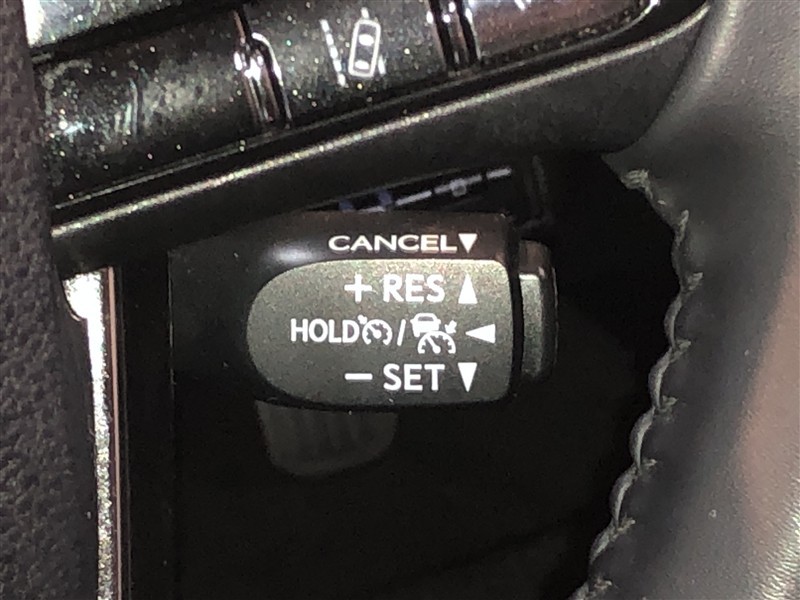 CANCEL▼
+ RES ▲
HOLD / ◀
− SET ▼